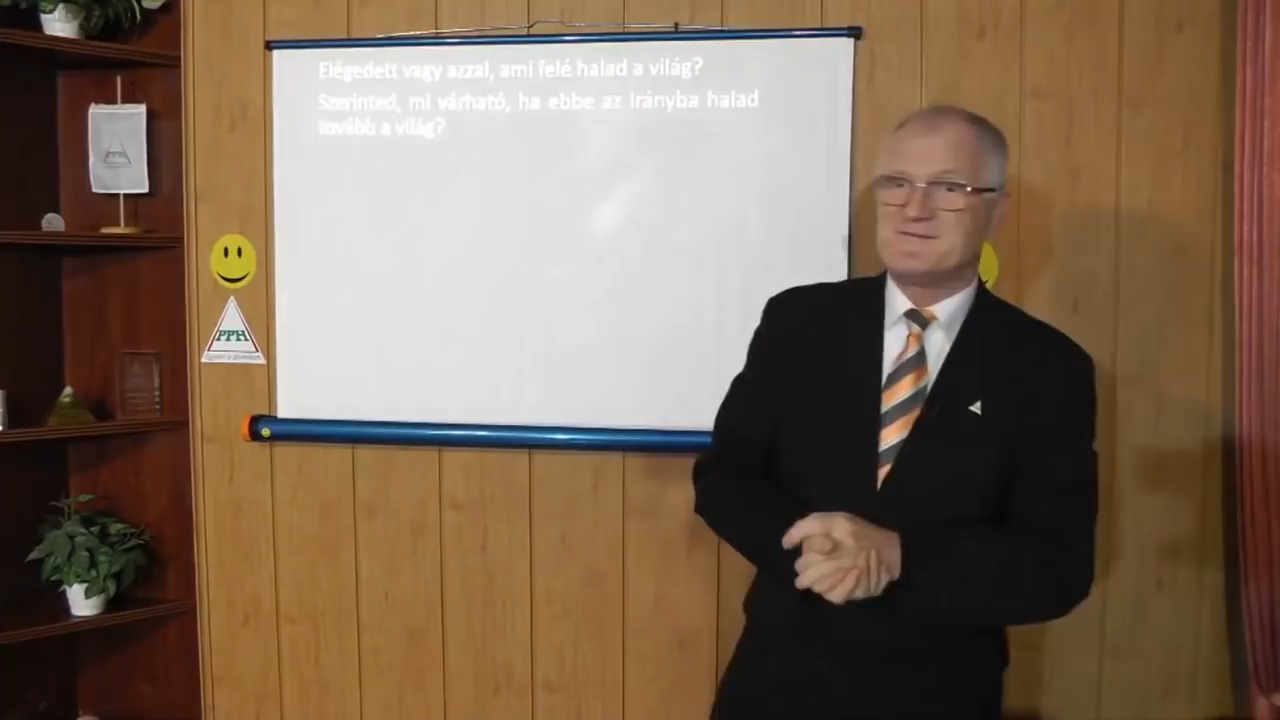 Elégedett vagy azzal, ami felé halad a világ?
Szerinted, mi várható, ha ebbe az irányba halad
tovább a világ?
PPH